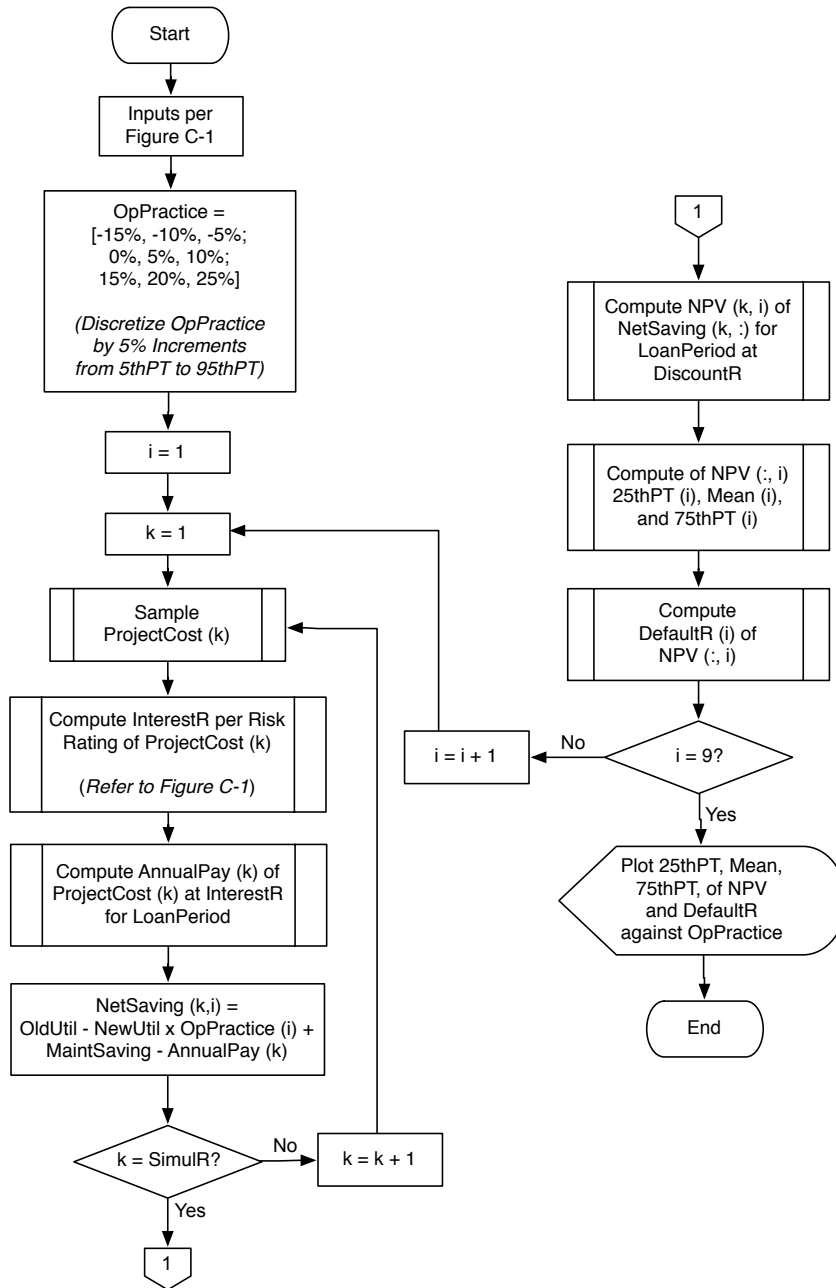 Start
Inputs per
Figure C-1
OpPractice =
[-15%, -10%, -5%;
0%, 5%, 10%;
15%, 20%, 25%]
(Discretize OpPractice
by 5% Increments
from 5thPT to 95thPT)
i = 1
k = 1
Sample
ProjectCost (k)
Compute InterestR per Risk
Rating of ProjectCost (k)
(Refer to Figure C-1)
Compute AnnualPay (k) of
ProjectCost (k) at InterestR
for LoanPeriod
NetSaving (k,i) =
OldUtil - NewUtil x OpPractice (i) +
MaintSaving - AnnualPay (k)
k = SimulR?
No
k = k + 1
Yes
1
1
Compute NPV (k, i) of
NetSaving (k, :) for
LoanPeriod at
DiscountR
Compute of NPV (:, i)
25thPT (i), Mean (i),
and 75thPT (i)
Compute
DefaultR (i) of
NPV (:, i)
i = 9?
No
i = i + 1
Yes
Plot 25thPT, Mean,
75thPT, of NPV
and DefaultR
against OpPractice
End